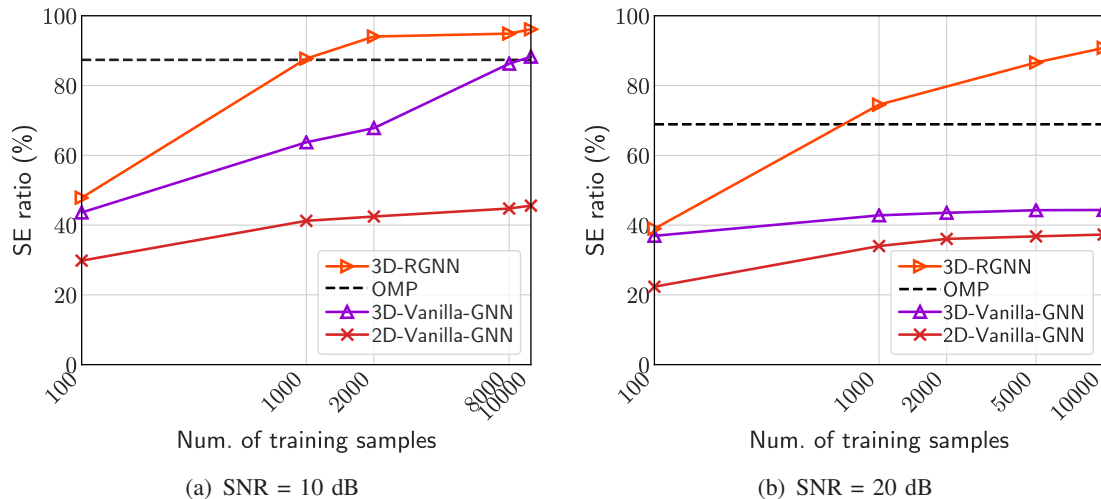 100
80
60
40
20
0
SE ratio (%)
3D-RGNN
OMP
3D-Vanilla-GNN
2D-Vanilla-GNN
100
1000
2000
8000
10000
Num. of training samples
(a) SNR = 10 dB
100
80
60
40
20
0
SE ratio (%)
3D-RGNN
OMP
3D-Vanilla-GNN
2D-Vanilla-GNN
100
1000
2000
5000
10000
Num. of training samples
(b) SNR = 20 dB